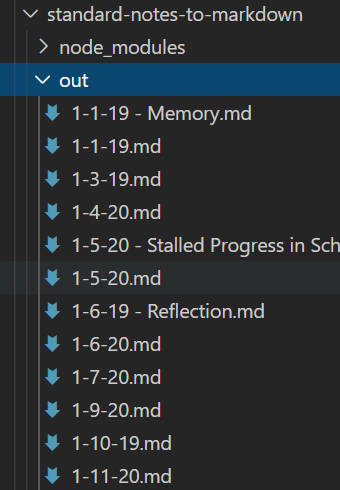 standard-notes-to-markdown
node_modules
out
1-1-19 - Memory.md
1-1-19.md
1-3-19.md
1-4-20.md
1-5-20 - Stalled Progress in Sch
1-5-20.md
1-6-19 - Reflection.md
1-6-20.md
1-7-20.md
1-9-20.md
1-10-19.md
1-11-20.md